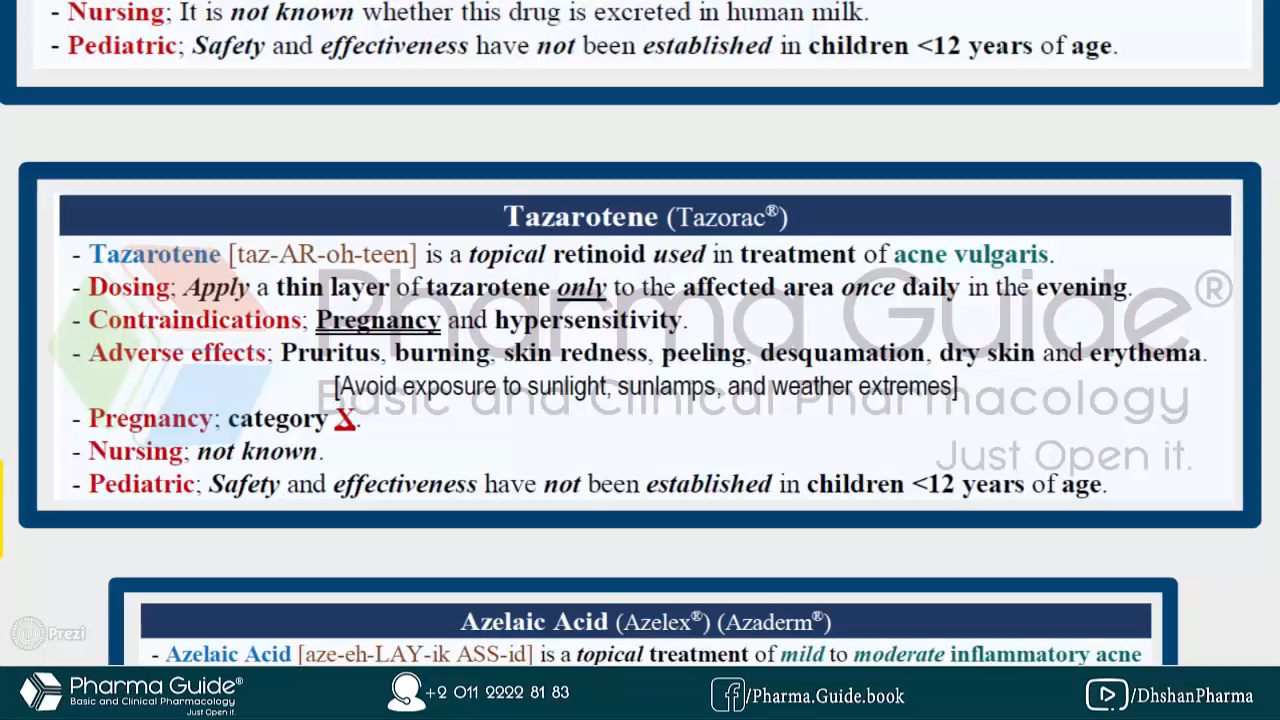 - Nursing; It is not known whether this drug is excreted in human milk.
- Pediatric; Safety and effectiveness have not been established in children <12 years of age.
Tazarotene (Tazorac®)
- Tazarotene [taz-AR-oh-teen] is a topical retinoid used in treatment of acne vulgaris.
- Dosing; Apply a thin layer of tazarotene only to the affected area once daily in the evening.
- Contraindications; Pregnancy and hypersensitivity.
- Adverse effects; Pruritus, burning, skin redness, peeling, desquamation, dry skin and erythema.
[Avoid exposure to sunlight, sunlamps, and weather extremes]
- Pregnancy; category X.
- Nursing; not known.
- Pediatric; Safety and effectiveness have not been established in children <12 years of age.
Pharma Guide®
Basic and Clinical Pharmacology
Just Open it.
Azelaic Acid (Azelex®) (Azaderm®)
- Azelaic Acid [aze-eh-LAY-ik ASS-id] is a topical treatment of mild to moderate inflammatory acne
Prezi
Pharma Guide®
Basic and Clinical Pharmacology
Just Open it.
+2 011 2222 81 83
/Pharma.Guide.book
/DhshanPharma